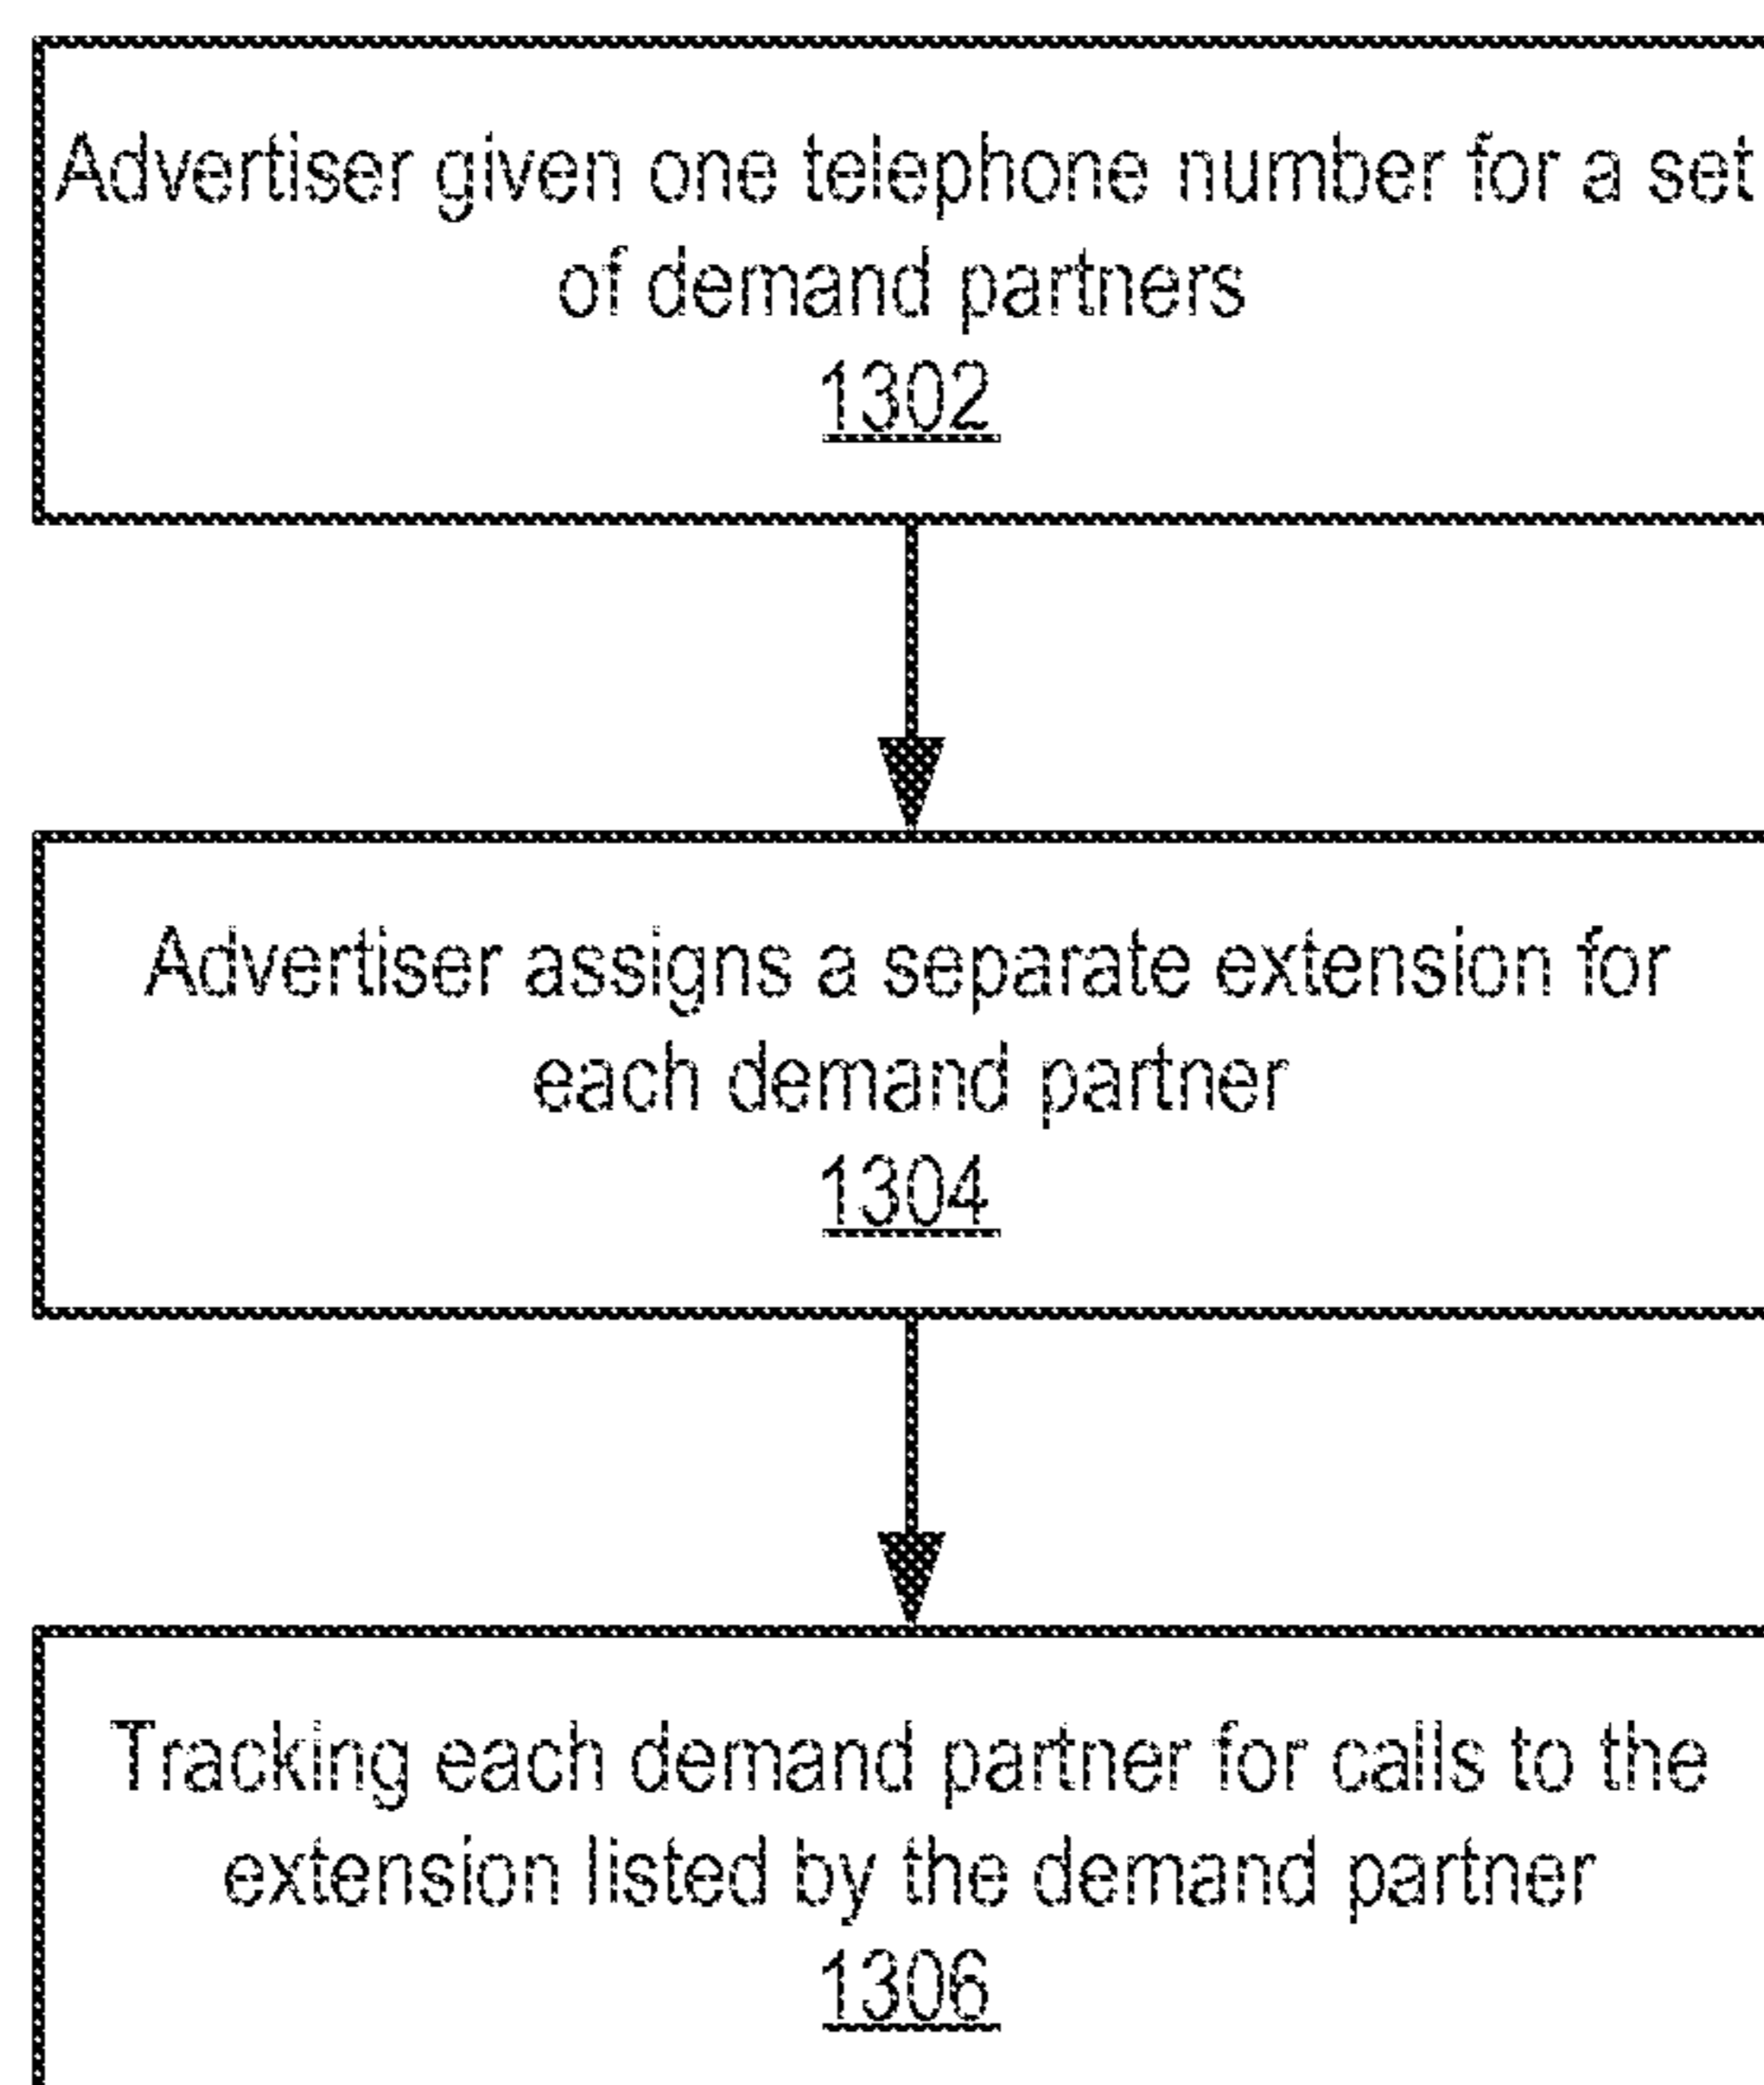 Advertiser given one telephone number for a set
of demand partners
1302
Advertiser assigns a separate extension for
each demand partner
1304
Tracking each demand partner for calls to the
extension listed by the demand partner
1306